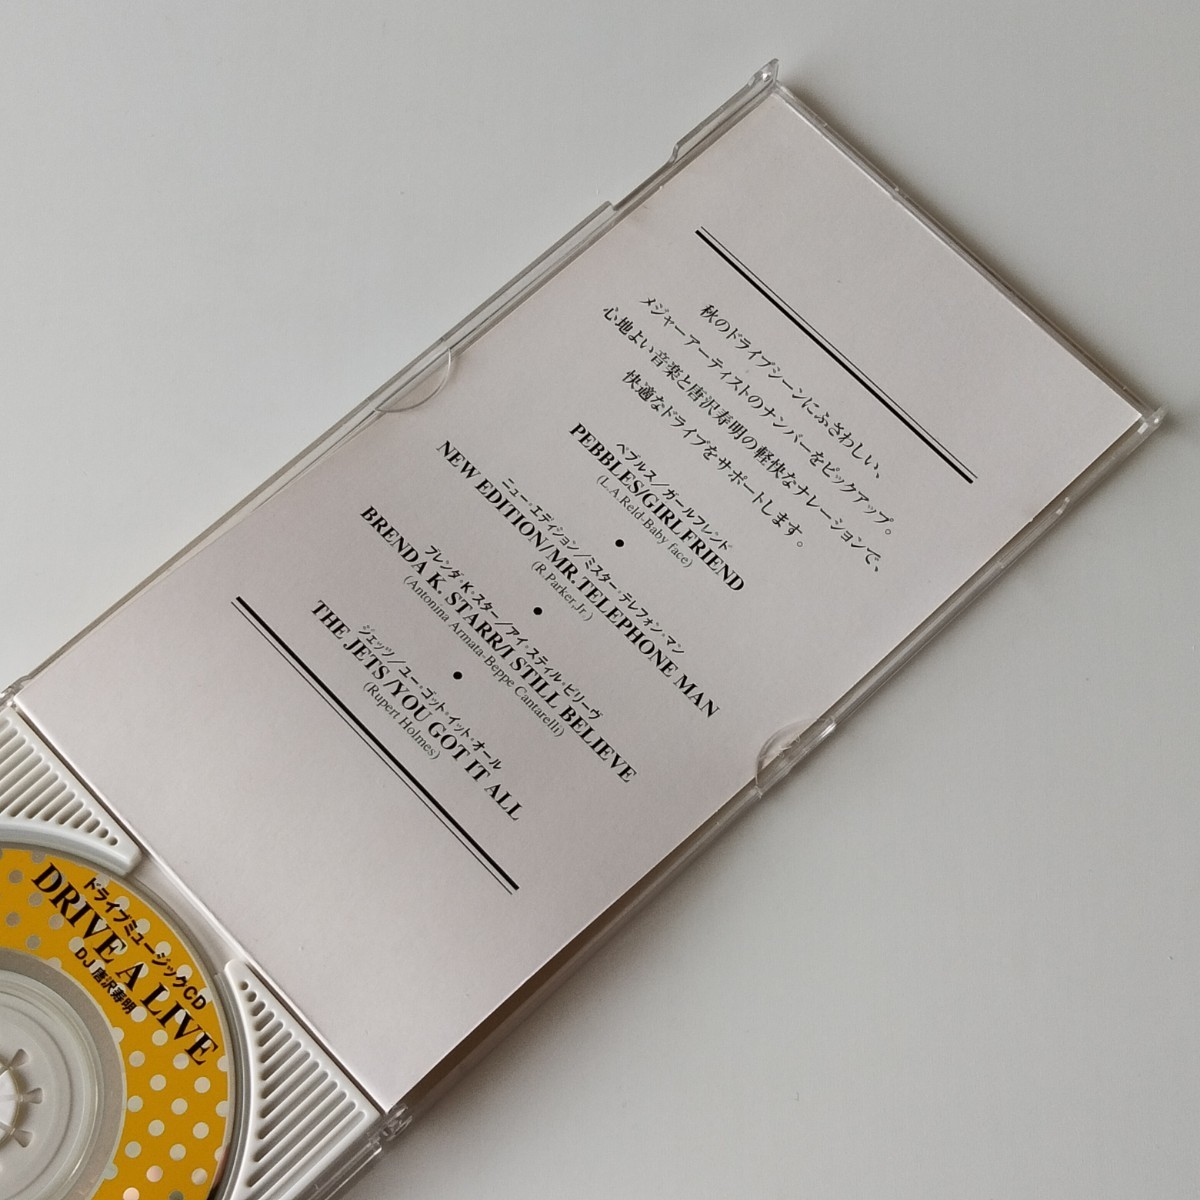 秋のドライブシーンにふさわしい、
メジャーアーティストのナンバーをピックアップ。
心地よい音楽と唐沢寿明の軽快なナレーションで、
快適なドライブをサポートします。
ペブルス／ガールフレンド
PEBBLES/GIRLFRIEND
(L.A.Reid-Baby face)
●
ニュー・エディション／ミスター・テレフォン・マン
NEW EDITION/MR. TELEPHONE MAN
(R.Parker,Jr.)
●
ブレンダ・K・スター／アイ・スティル・ビリーヴ
BRENDA K. STARR/I STILL BELIEVE
(Antonina Armata-Beppe Cantarelli)
●
ジェッツ／ユー・ゴット・イット・オール
THE JETS/YOU GOT IT ALL
(Rupert Holmes)
ドライブミュージックCD
DRIVE A LIVE
DJ 唐沢寿明